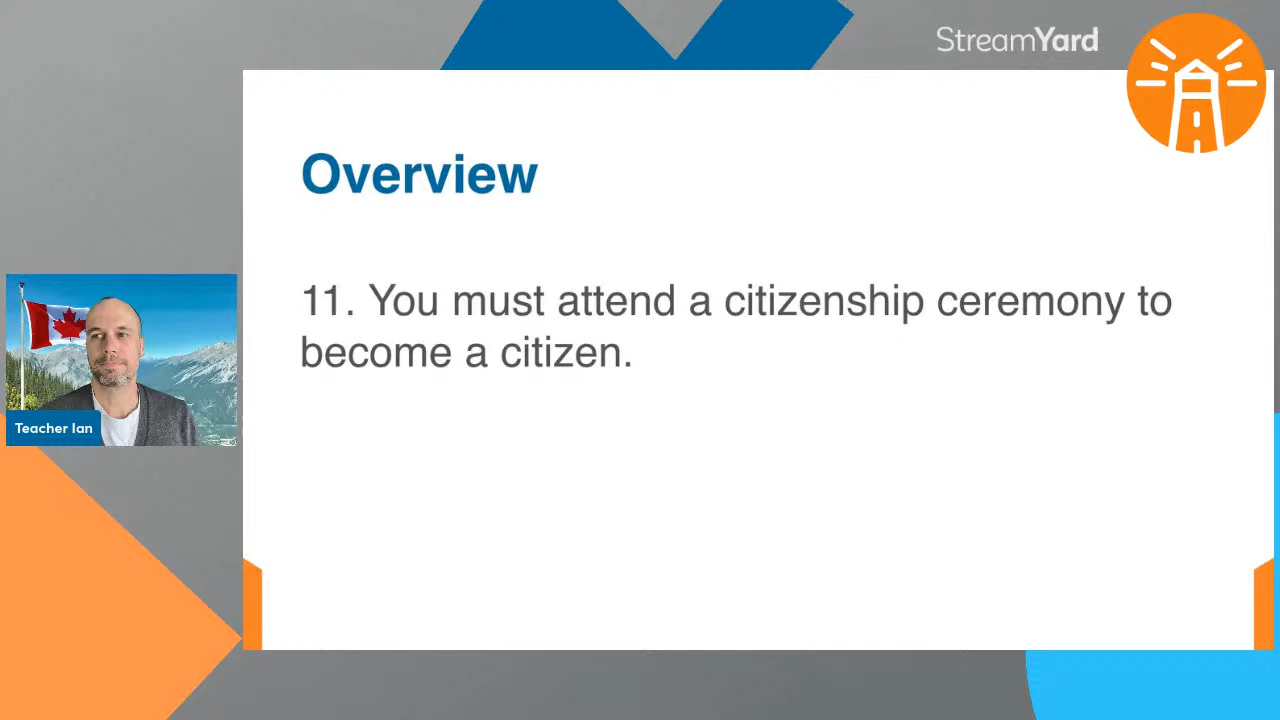 StreamYard
Overview
11. You must attend a citizenship ceremony to
become a citizen.
Teacher Ian